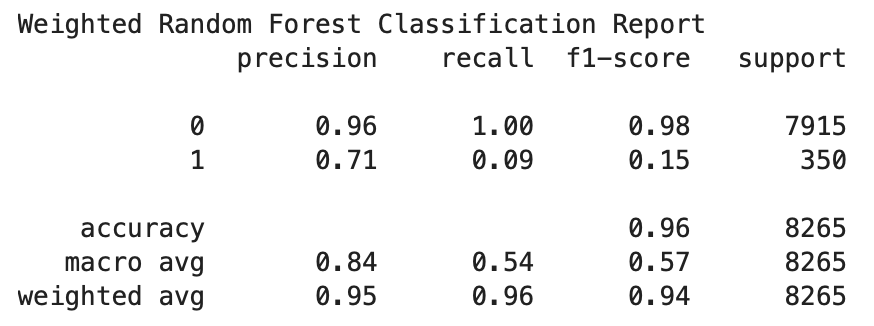 Weighted Random Forest Classification Report
precision recall f1-score support
0 0.96 1.00 0.98 7915
1 0.71 0.09 0.15 350
accuracy 0.96 8265
macro avg 0.84 0.54 0.57 8265
weighted avg 0.95 0.96 0.94 8265